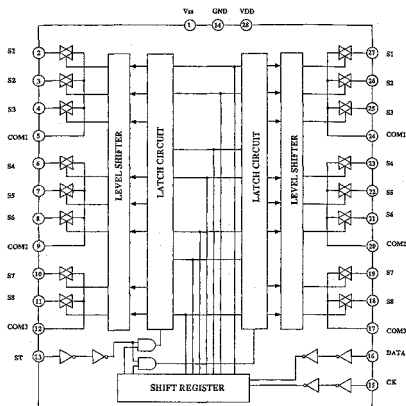 Vss GND VDD
1 14 28
S1 2 27 S1
S2 3 26 S2
S3 4 25 S3
COM1 5 24 COM1
S4 6 23 S4
S5 7 22 S5
S6 8 21 S6
COM2 9 20 COM2
S7 10 19 S7
S8 11 18 S8
COM3 12 17 COM3
ST 13 16 DATA
15 CK
LEVEL SHIFTER
LATCH CIRCUIT
LATCH CIRCUIT
LEVEL SHIFTER
SHIFT REGISTER